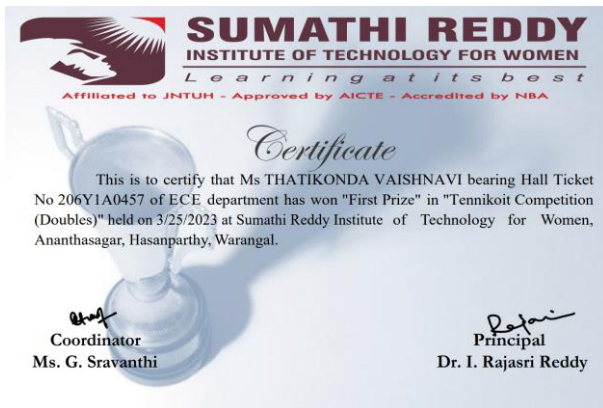 SUMATHI REDDY
INSTITUTE OF TECHNOLOGY FOR WOMEN
Learning at its best
Affiliated to JNTUH - Approved by AICTE - Accredited by NBA
Certificate
This is to certify that Ms THATIKONDA VAISHNAVI bearing Hall Ticket
No 206Y1A0457 of ECE department has won "First Prize" in "Tennikoit Competition
(Doubles)" held on 3/25/2023 at Sumathi Reddy Institute of Technology for Women,
Ananthasagar, Hasanparthy, Warangal.
Coordinator
Ms. G. Sravanthi
Principal
Dr. I. Rajasri Reddy